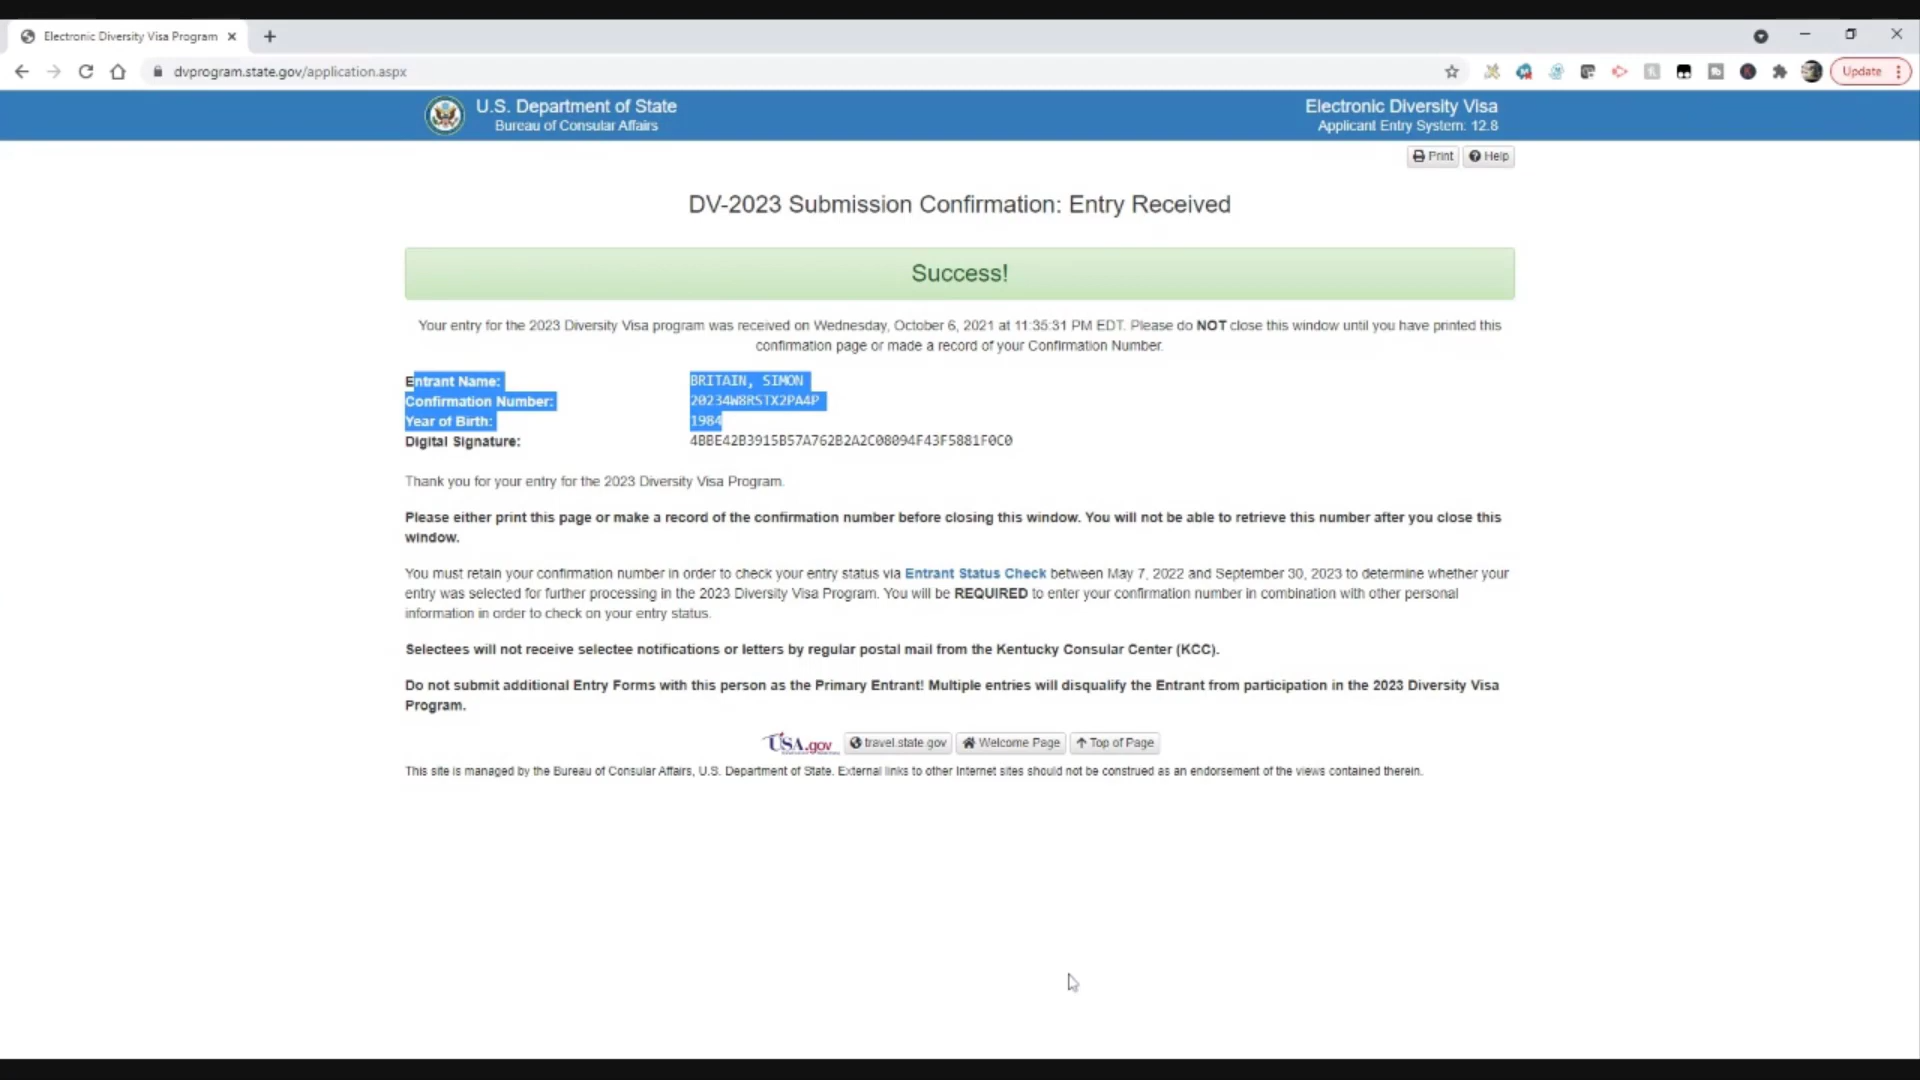 Electronic Diversity Visa Program
dvprogram.state.gov/application.aspx
Update
U.S. Department of State
Bureau of Consular Affairs
Electronic Diversity Visa
Applicant Entry System: 12.8
Print Help
DV-2023 Submission Confirmation: Entry Received
Success!
Your entry for the 2023 Diversity Visa program was received on Wednesday, October 6, 2021 at 11:35:31 PM EDT. Please do NOT close this window until you have printed this
confirmation page or made a record of your Confirmation Number.
Entrant Name: BRITAIN, SIMON
Confirmation Number: 20234W8RSTX2PA4P
Year of Birth: 1984
Digital Signature: 4BBE42B3915B57A762B2A2C08094F43F5881F0C0
Thank you for your entry for the 2023 Diversity Visa Program.
Please either print this page or make a record of the confirmation number before closing this window. You will not be able to retrieve this number after you close this
window.
You must retain your confirmation number in order to check your entry status via Entrant Status Check between May 7, 2022 and September 30, 2023 to determine whether your
entry was selected for further processing in the 2023 Diversity Visa Program. You will be REQUIRED to enter your confirmation number in combination with other personal
information in order to check on your entry status.
Selectees will not receive selectee notifications or letters by regular postal mail from the Kentucky Consular Center (KCC).
Do not submit additional Entry Forms with this person as the Primary Entrant! Multiple entries will disqualify the Entrant from participation in the 2023 Diversity Visa
Program.
USA.gov travel.state.gov Welcome Page Top of Page
This site is managed by the Bureau of Consular Affairs, U.S. Department of State. External links to other Internet sites should not be construed as an endorsement of the views contained therein.